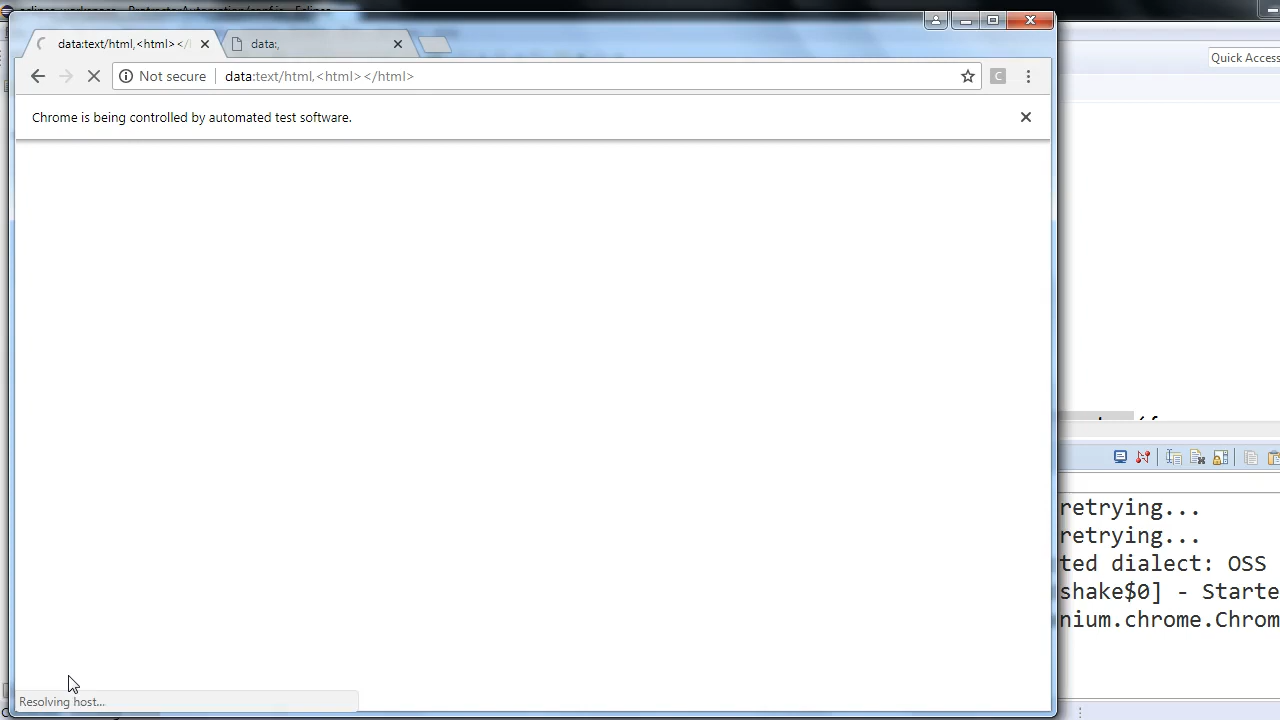 data:text/html,<html></
data:,
Quick Access
Not secure
data:text/html,<html></html>
C
Chrome is being controlled by automated test software.
retrying...
retrying...
ted dialect: OSS
shake$0] - Starte
nium.chrome.Chrom
Resolving host...